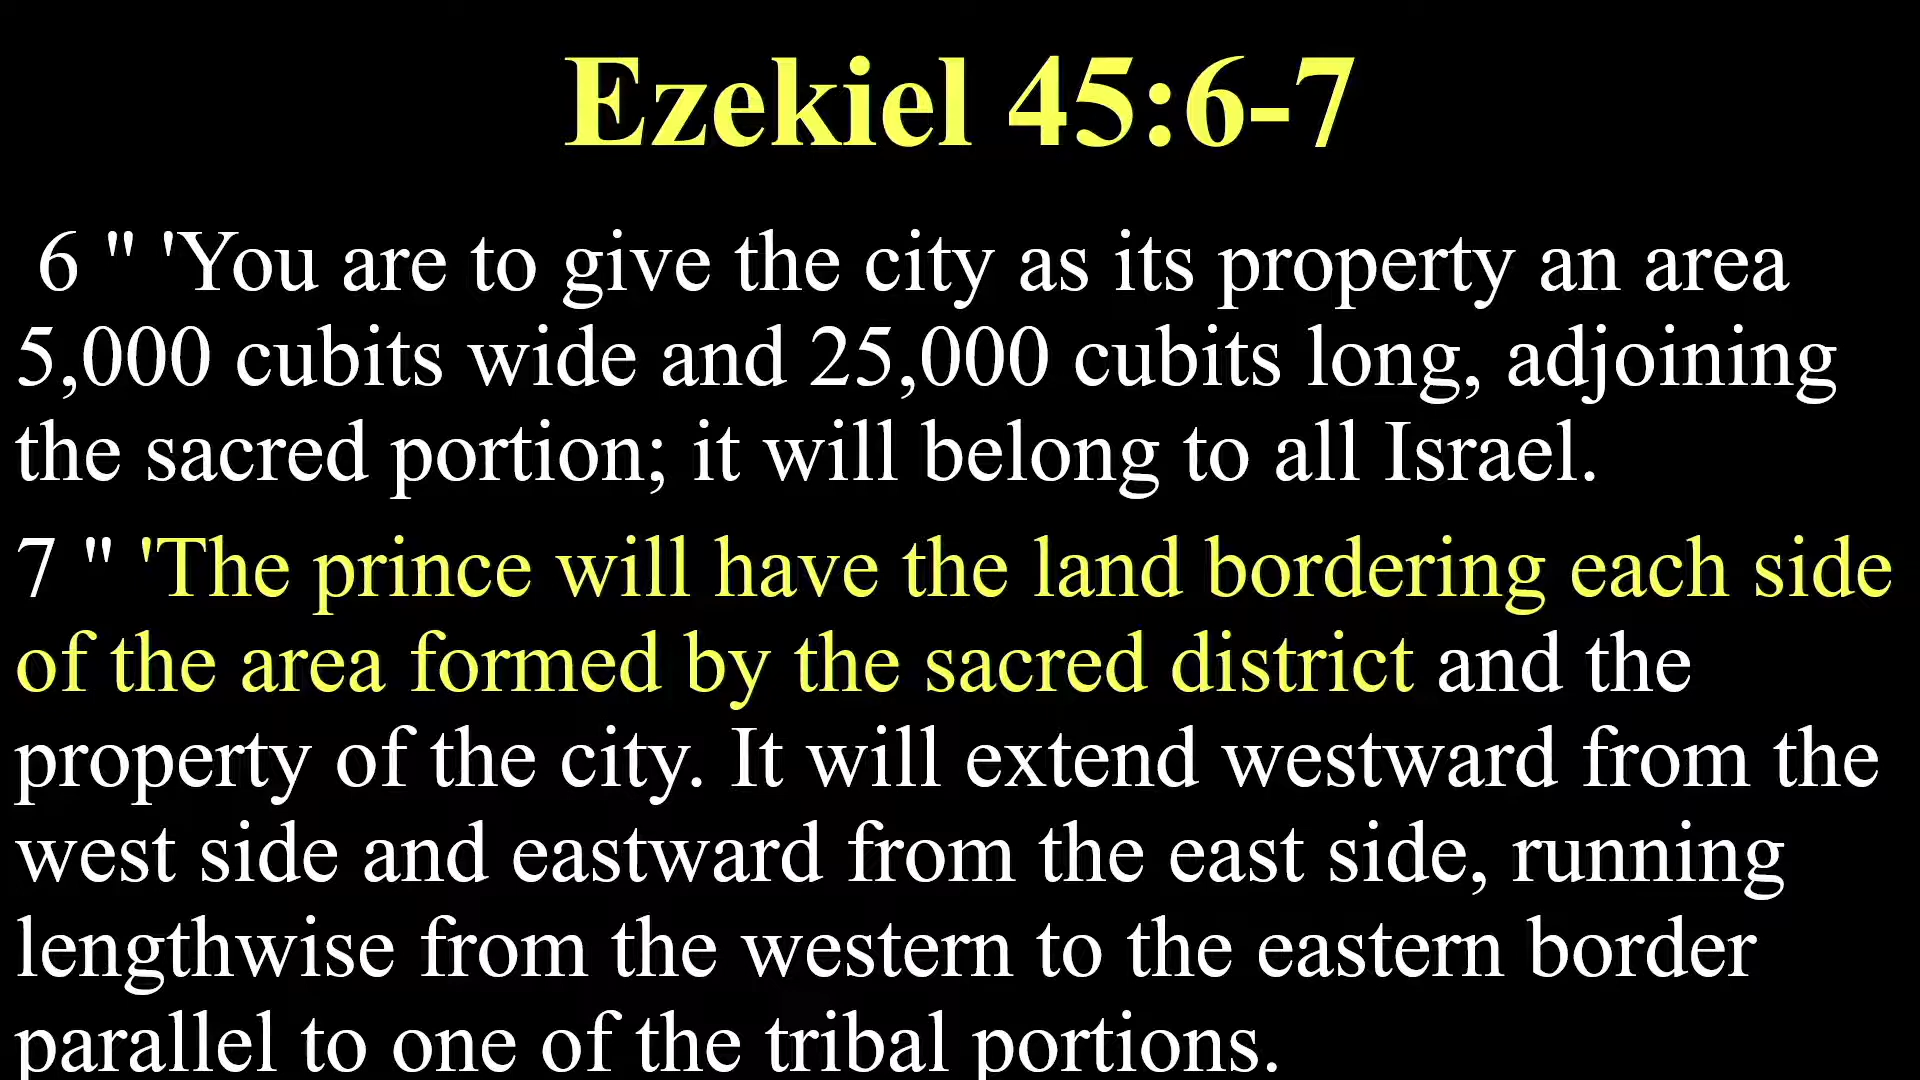 Ezekiel 45:6-7
6 " 'You are to give the city as its property an area
5,000 cubits wide and 25,000 cubits long, adjoining
the sacred portion; it will belong to all Israel.
7 " 'The prince will have the land bordering each side
of the area formed by the sacred district and the
property of the city. It will extend westward from the
west side and eastward from the east side, running
lengthwise from the western to the eastern border
parallel to one of the tribal portions.